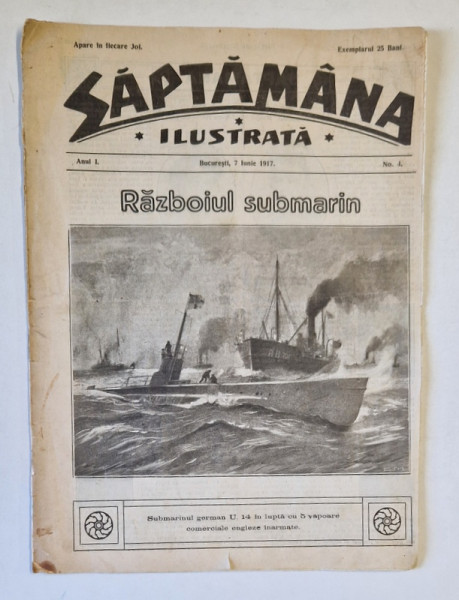 Apare în fiecare Joi.
Exemplarul 25 Bani
SĂPTĂMÂNA
ILUSTRATĂ
Anul I.
Bucureşti, 7 Iunie 1917.
No. 4.
Războiul submarin
Submarinul german U. 14 în luptă cu 5 vapoare
comerciale engleze înarmate.